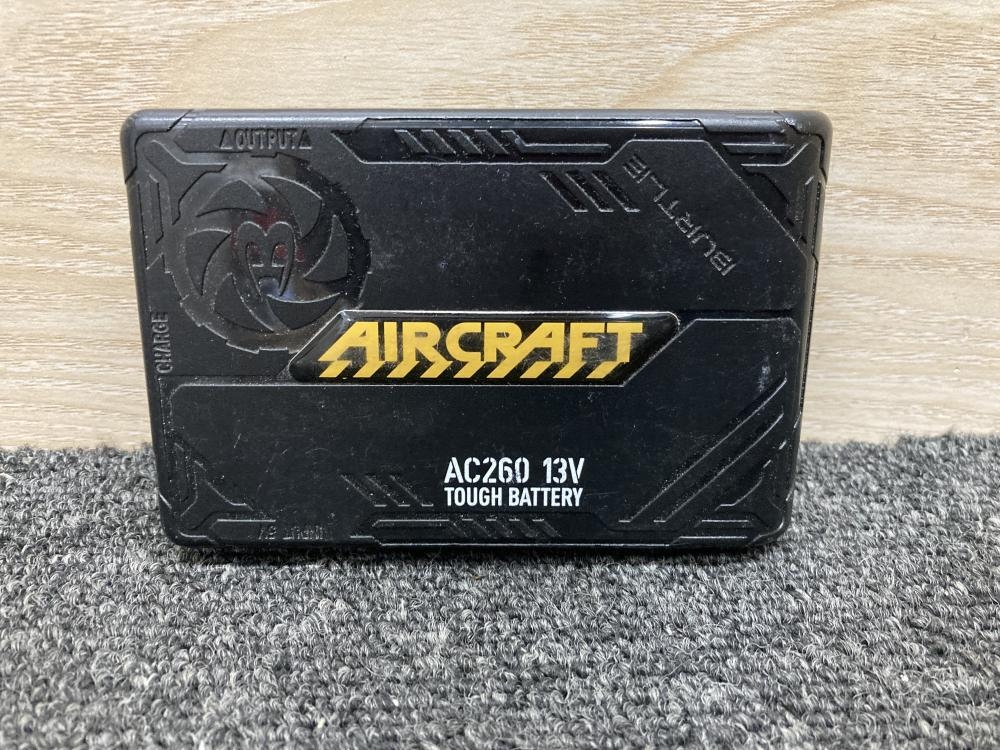 OUTPUT
BURTLE
CHARGE
AIRCRAFT
AC260 13V
TOUGH BATTERY